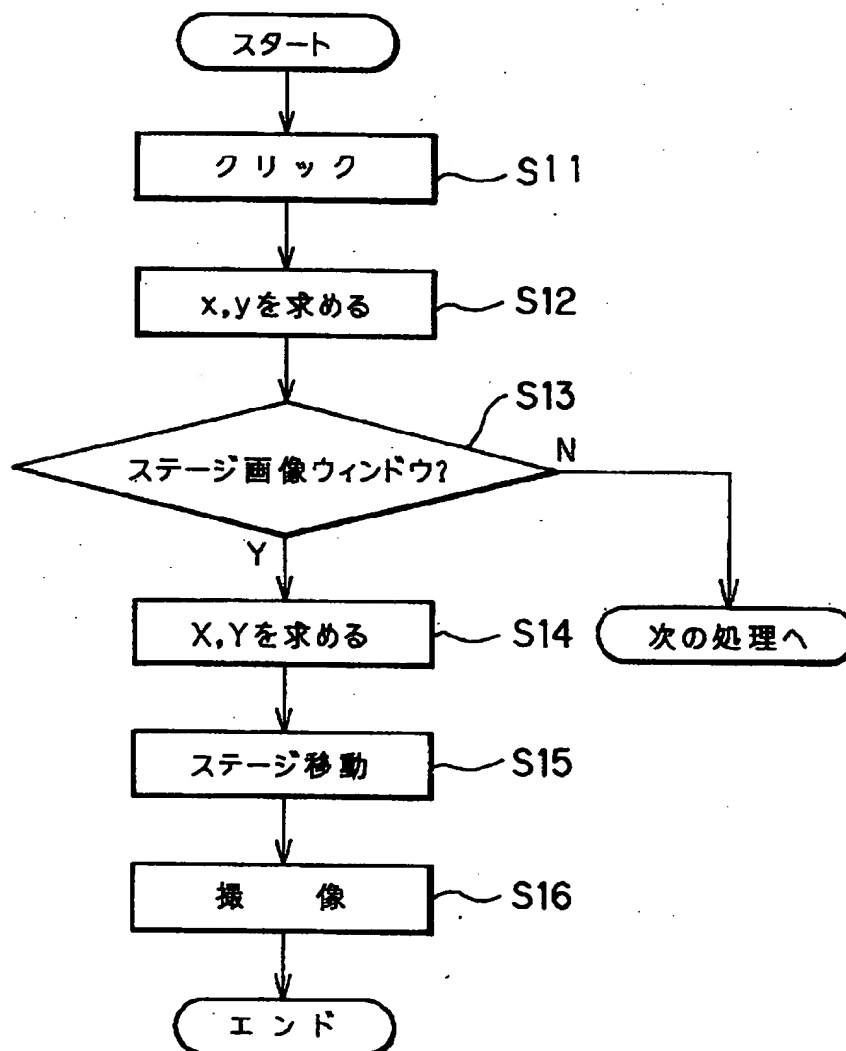 スタート
クリック
S11
x,yを求める
S12
S13
ステージ画像ウィンドウ?
N
Y
X,Yを求める
S14
次の処理へ
ステージ移動
S15
撮 像
S16
エンド